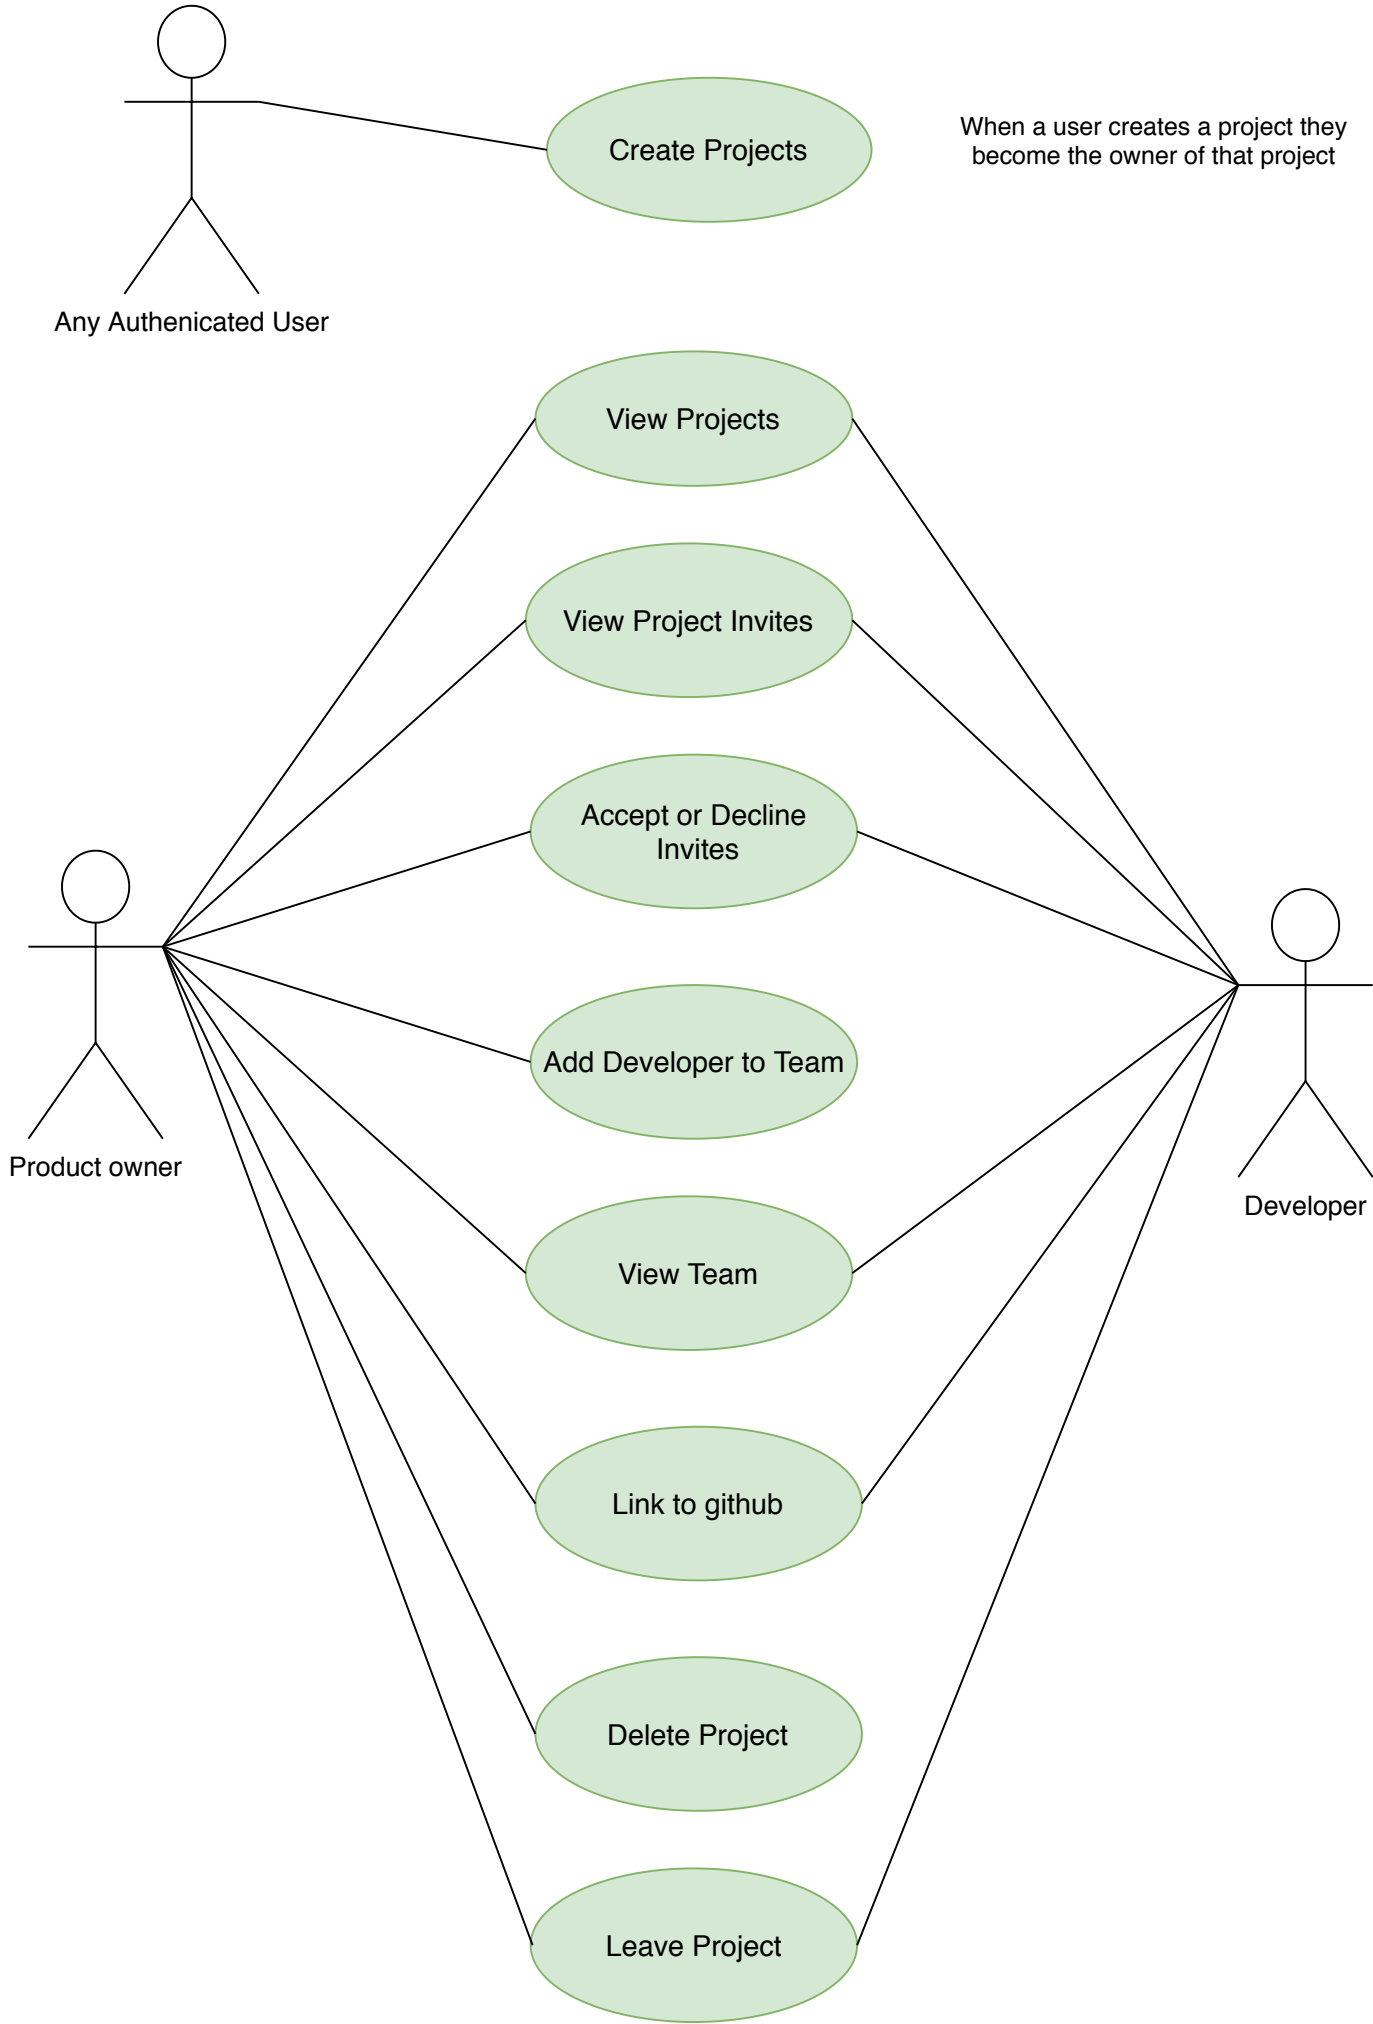 Create Projects
When a user creates a project they
become the owner of that project
Any Authenicated User
View Projects
View Project Invites
Accept or Decline
Invites
Add Developer to Team
Product owner
Developer
View Team
Link to github
Delete Project
Leave Project